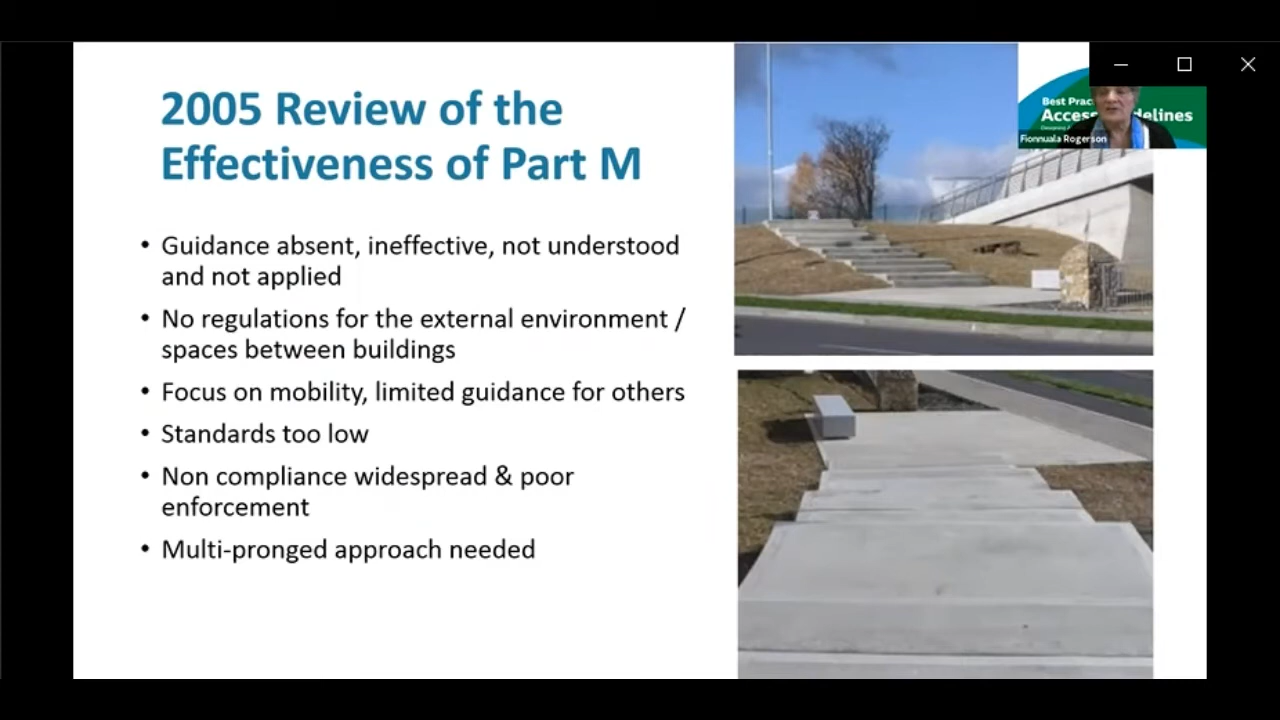 2005 Review of the
Effectiveness of Part M
• Guidance absent, ineffective, not understood
and not applied
• No regulations for the external environment /
spaces between buildings
• Focus on mobility, limited guidance for others
• Standards too low
• Non compliance widespread & poor
enforcement
• Multi-pronged approach needed
Best Prac
Acces delines
Fionnuala Rogerson